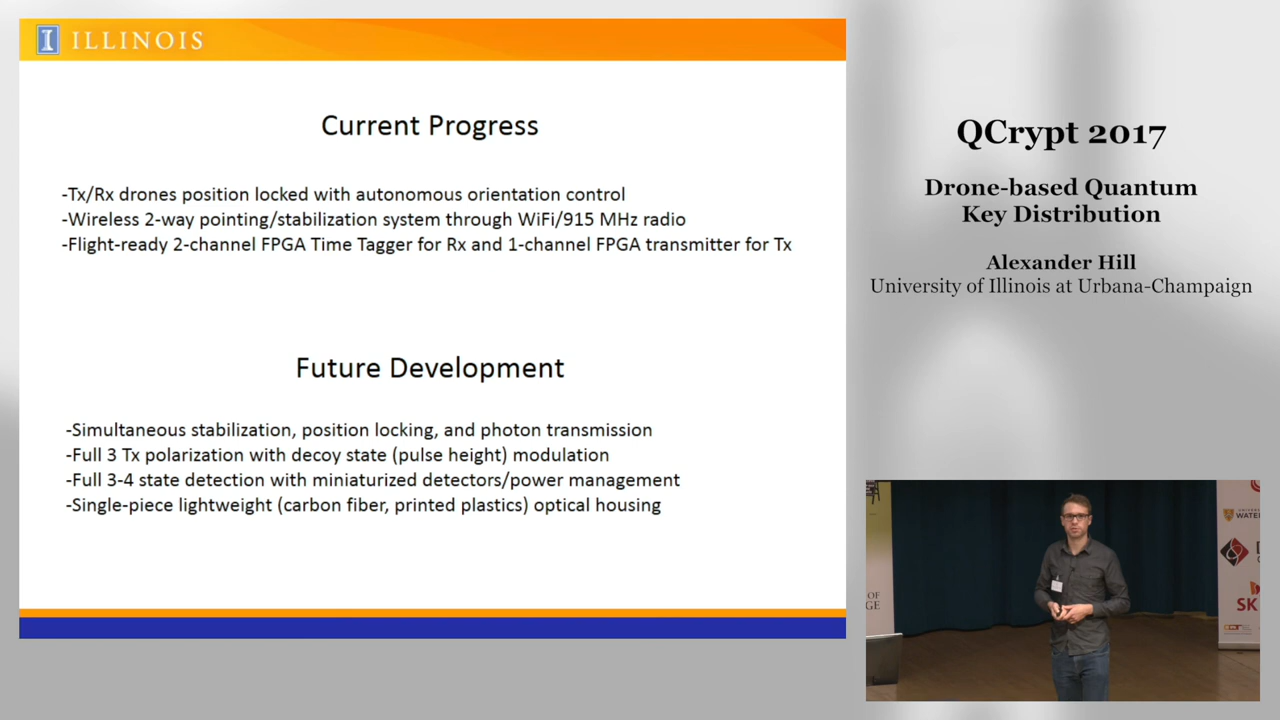 ILLINOIS
Current Progress
-Tx/Rx drones position locked with autonomous orientation control
-Wireless 2-way pointing/stabilization system through WiFi/915 MHz radio
-Flight-ready 2-channel FPGA Time Tagger for Rx and 1-channel FPGA transmitter for Tx
Future Development
-Simultaneous stabilization, position locking, and photon transmission
-Full 3 Tx polarization with decoy state (pulse height) modulation
-Full 3-4 state detection with miniaturized detectors/power management
-Single-piece lightweight (carbon fiber, printed plastics) optical housing
QCrypt 2017
Drone-based Quantum
Key Distribution
Alexander Hill
University of Illinois at Urbana-Champaign
OF
GE
WATE
SK